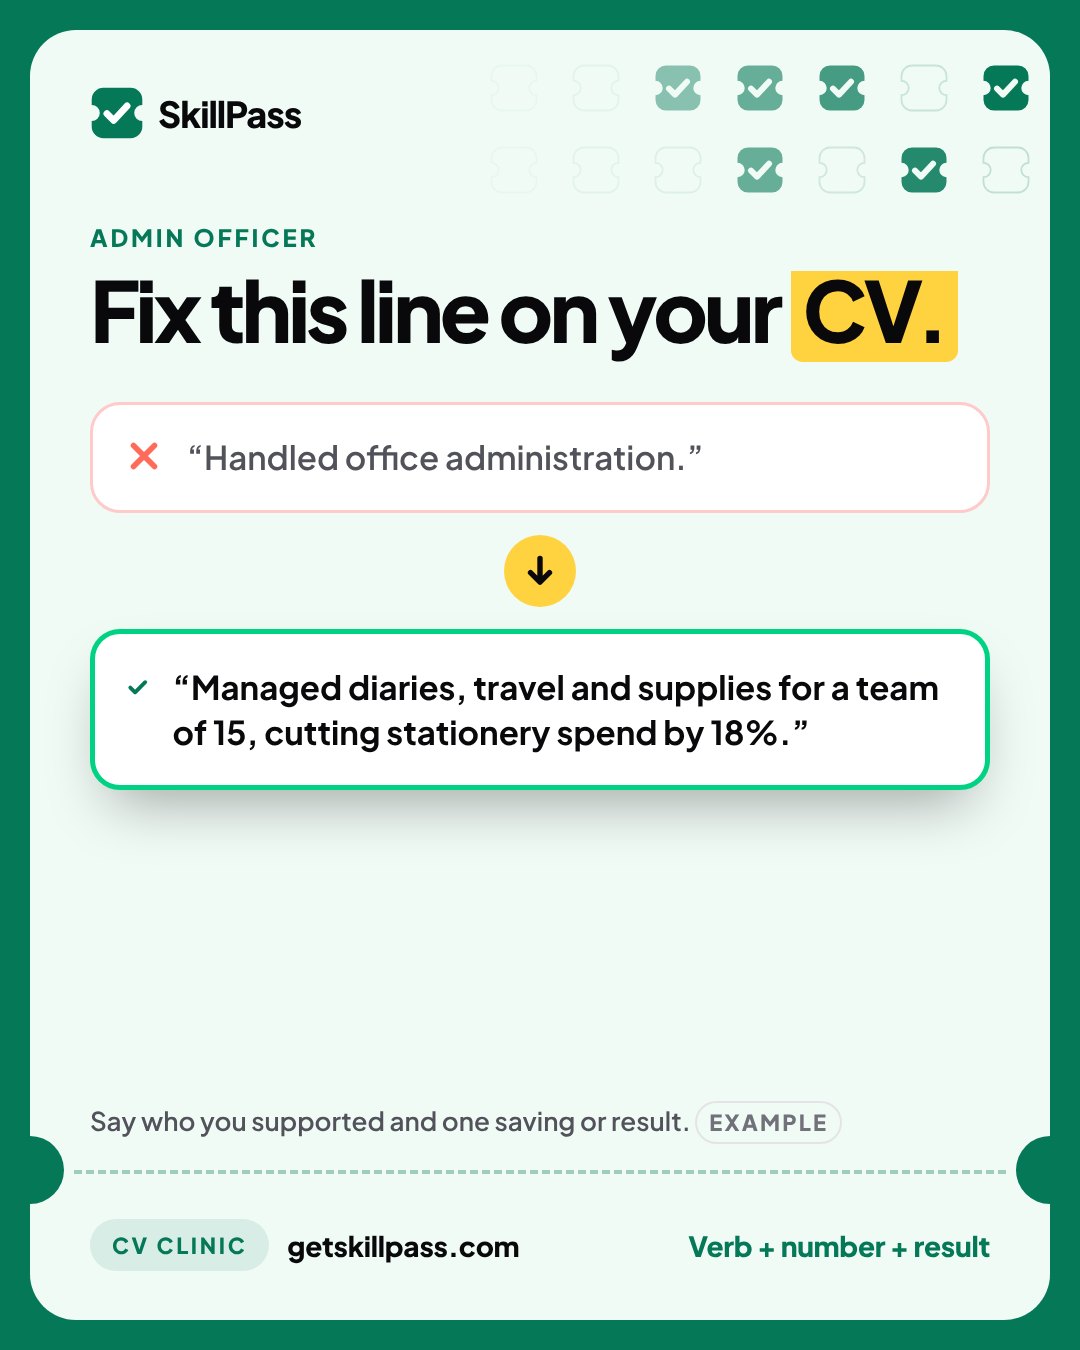 SkillPass
ADMIN OFFICER
Fix this line on your CV.
“Handled office administration.”
“Managed diaries, travel and supplies for a team
of 15, cutting stationery spend by 18%.”
Say who you supported and one saving or result. EXAMPLE
CV CLINIC getskillpass.com Verb + number + result